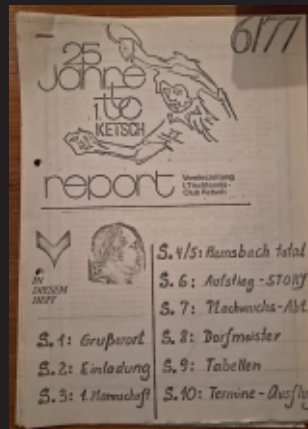 6/77
25
Jahre
1. ttc
KETSCH
report
Vereinszeitung
1. Tischtennis-
Club Ketsch
IN
DIESEM
HEFT
S. 1: Grußwort
S. 2: Einladung
S. 3: 1. Mannschaft
S. 4/5: Hemsbach total
S. 6: Aufstieg - STORY
S. 7: Nachwuchs-Abt.
S. 8: Dorfmeister
S. 9: Tabellen
S. 10: Termine - Ausflug